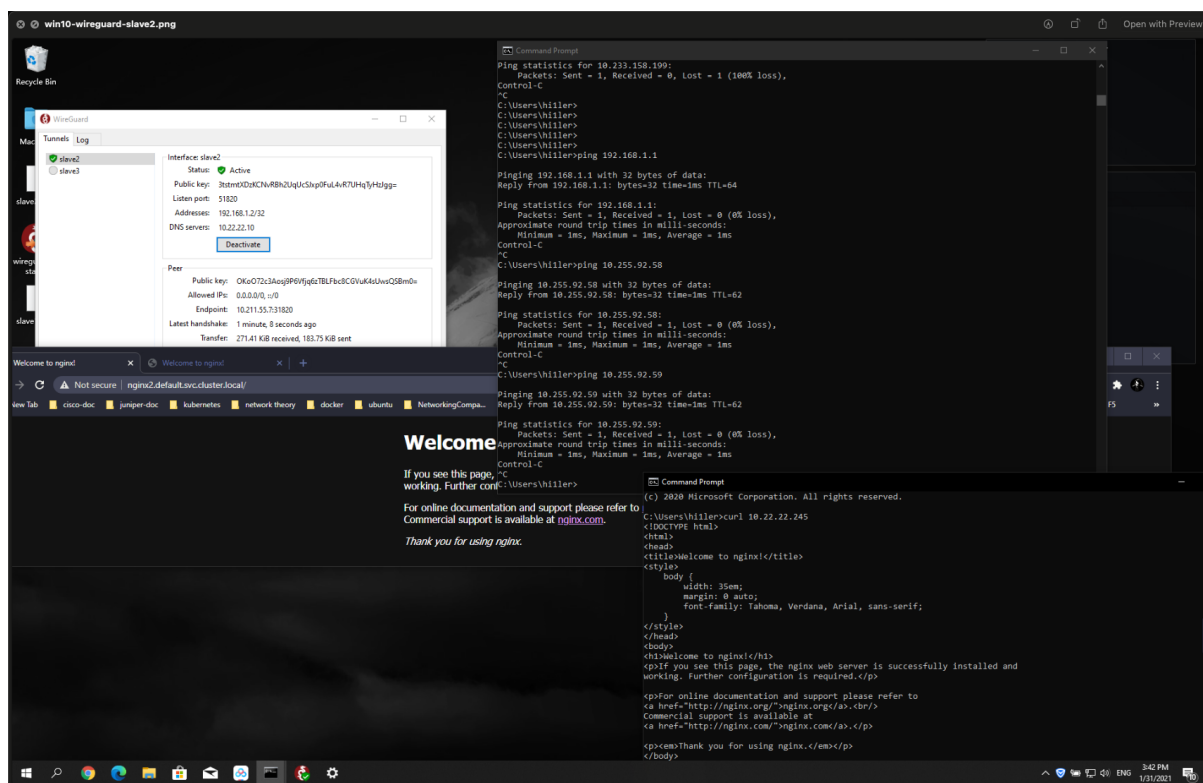 win10-wireguard-slave2.png
Open with Preview
Recycle Bin
Mac
slave
wiregu
sta
slave
WireGuard
Tunnels Log
slave2
slave3
Interface: slave2
Status: Active
Public key: 3tstmtXDzKCNvRBh2UqUcSJxp0FuL4vR7UHqTyHzJgg=
Listen port: 51820
Addresses: 192.168.1.2/32
DNS servers: 10.22.22.10
Deactivate
Peer
Public key: OKoO72c3Aosj9P6Vfjq6zTBLFbc8CGVuK4sUwsQSBm0=
Allowed IPs: 0.0.0.0/0, ::/0
Endpoint: 10.211.55.7:31820
Latest handshake: 1 minute, 8 seconds ago
Transfer: 271.41 KiB received, 183.75 KiB sent
Command Prompt
Ping statistics for 10.233.158.199:
Packets: Sent = 1, Received = 0, Lost = 1 (100% loss),
Control-C
^C
C:\Users\hi1ler>
C:\Users\hi1ler>
C:\Users\hi1ler>
C:\Users\hi1ler>
C:\Users\hi1ler>
C:\Users\hi1ler>ping 192.168.1.1
Pinging 192.168.1.1 with 32 bytes of data:
Reply from 192.168.1.1: bytes=32 time=1ms TTL=64
Ping statistics for 192.168.1.1:
Packets: Sent = 1, Received = 1, Lost = 0 (0% loss),
Approximate round trip times in milli-seconds:
Minimum = 1ms, Maximum = 1ms, Average = 1ms
Control-C
^C
C:\Users\hi1ler>ping 10.255.92.58
Pinging 10.255.92.58 with 32 bytes of data:
Reply from 10.255.92.58: bytes=32 time=1ms TTL=62
Ping statistics for 10.255.92.58:
Packets: Sent = 1, Received = 1, Lost = 0 (0% loss),
Approximate round trip times in milli-seconds:
Minimum = 1ms, Maximum = 1ms, Average = 1ms
Control-C
^C
C:\Users\hi1ler>ping 10.255.92.59
Pinging 10.255.92.59 with 32 bytes of data:
Reply from 10.255.92.59: bytes=32 time=1ms TTL=62
Ping statistics for 10.255.92.59:
Packets: Sent = 1, Received = 1, Lost = 0 (0% loss),
Approximate round trip times in milli-seconds:
Minimum = 1ms, Maximum = 1ms, Average = 1ms
Control-C
^C
C:\Users\hi1ler>
Welcome to nginx! Welcome to nginx!
Not secure nginx2.default.svc.cluster.local/
New Tab cisco-doc juniper-doc kubernetes network theory docker ubuntu NetworkingCompa... F5 »
Welcome
If you see this page,
working. Further con
For online documentation and support please refer to
Commercial support is available at nginx.com.
Thank you for using nginx.
Command Prompt
(c) 2020 Microsoft Corporation. All rights reserved.
C:\Users\hi1ler>curl 10.22.22.245
<!DOCTYPE html>
<html>
<head>
<title>Welcome to nginx!</title>
<style>
body {
width: 35em;
margin: 0 auto;
font-family: Tahoma, Verdana, Arial, sans-serif;
}
</style>
</head>
<body>
<h1>Welcome to nginx!</h1>
<p>If you see this page, the nginx web server is successfully installed and
working. Further configuration is required.</p>
<p>For online documentation and support please refer to
<a href="http://nginx.org/">nginx.org</a>.<br/>
Commercial support is available at
<a href="http://nginx.com/">nginx.com</a>.</p>
<p><em>Thank you for using nginx.</em></p>
</body>
ENG
3:42 PM
1/31/2021